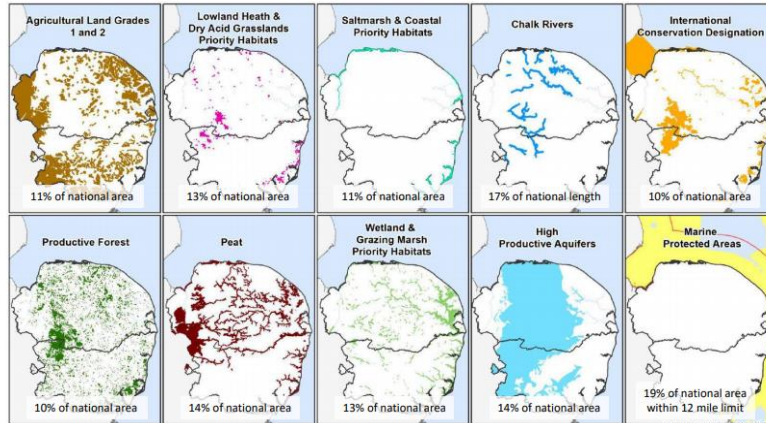 Agricultural Land Grades
1 and 2
11% of national area
Lowland Heath &
Dry Acid Grasslands
Priority Habitats
13% of national area
Saltmarsh & Coastal
Priority Habitats
11% of national area
Chalk Rivers
17% of national length
International
Conservation Designation
10% of national area
Productive Forest
10% of national area
Peat
14% of national area
Wetland &
Grazing Marsh
Priority Habitats
13% of national area
High
Productive Aquifers
14% of national area
Marine
Protected Areas
19% of national area
within 12 mile limit